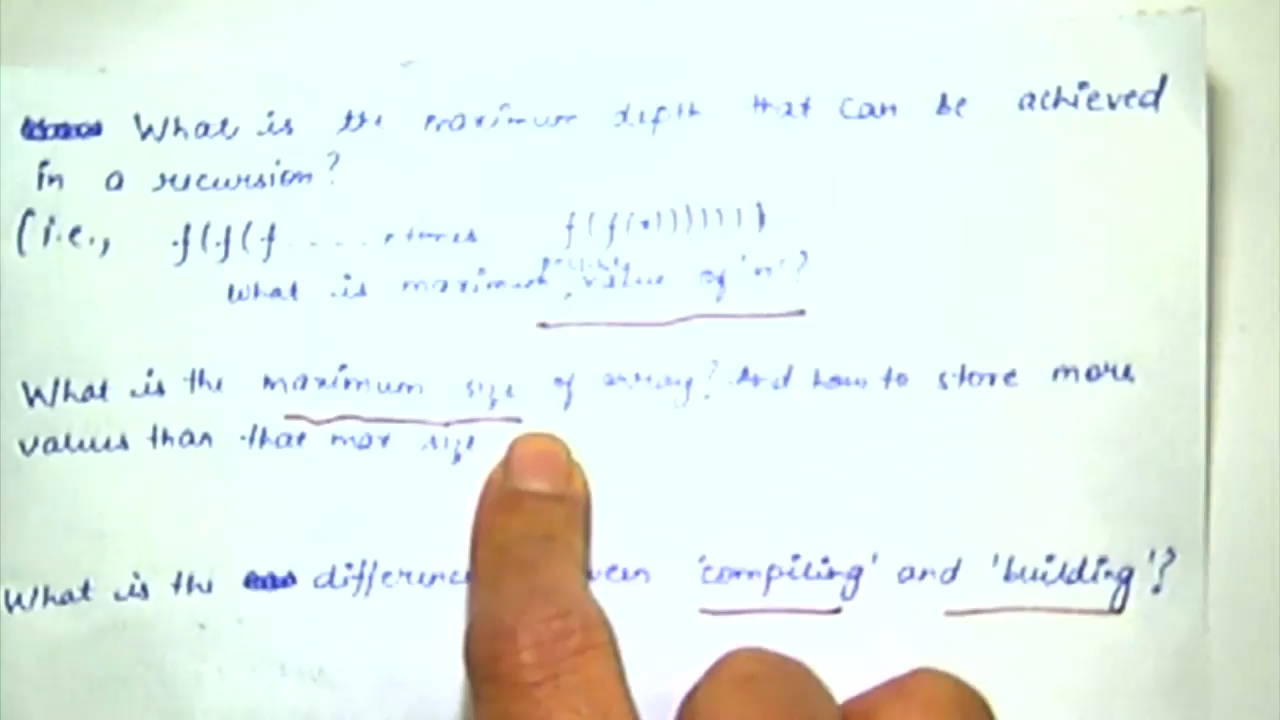 What is the maximum depth that can be achieved
in a recursion?
(i.e., f(f(f ...... f(f(x))))))))
What is maximum possible value of 'n'?
What is the maximum size of array? And how to store more
values than that max size
What is the between 'compiling' and 'building'?